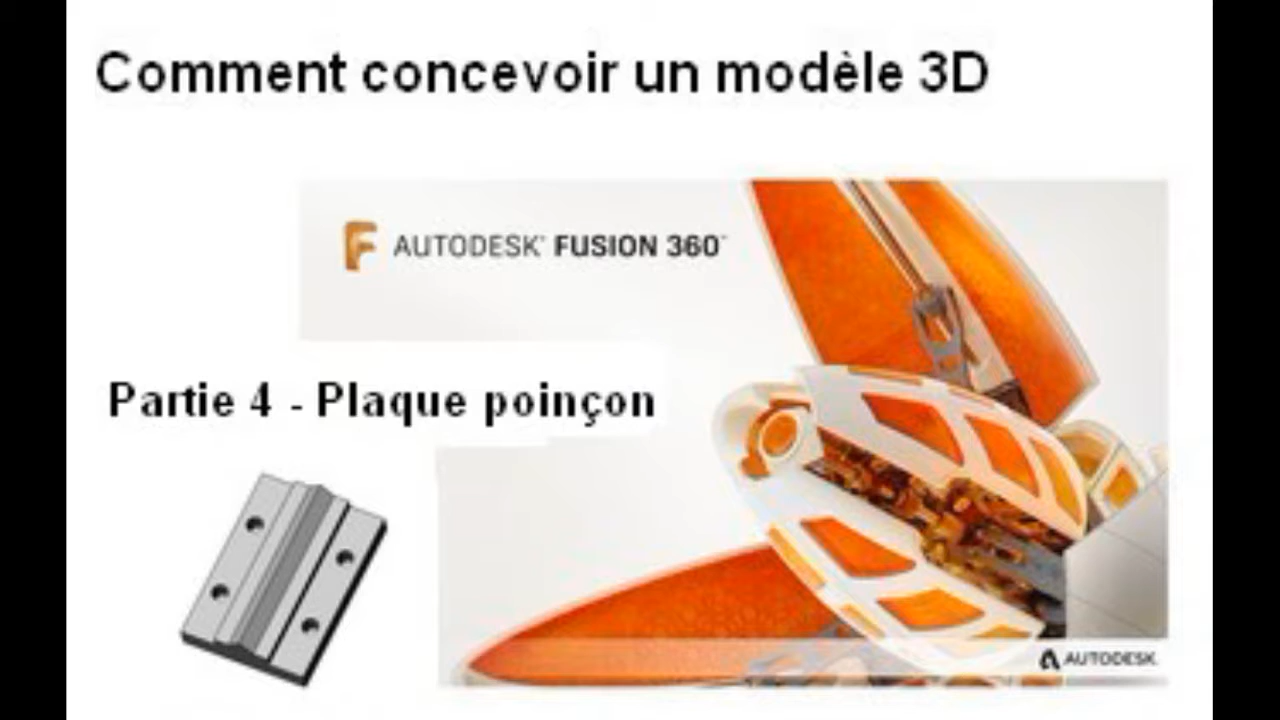 Comment concevoir un modèle 3D
AUTODESK® FUSION 360™
Partie 4 - Plaque poinçon
AUTODESK